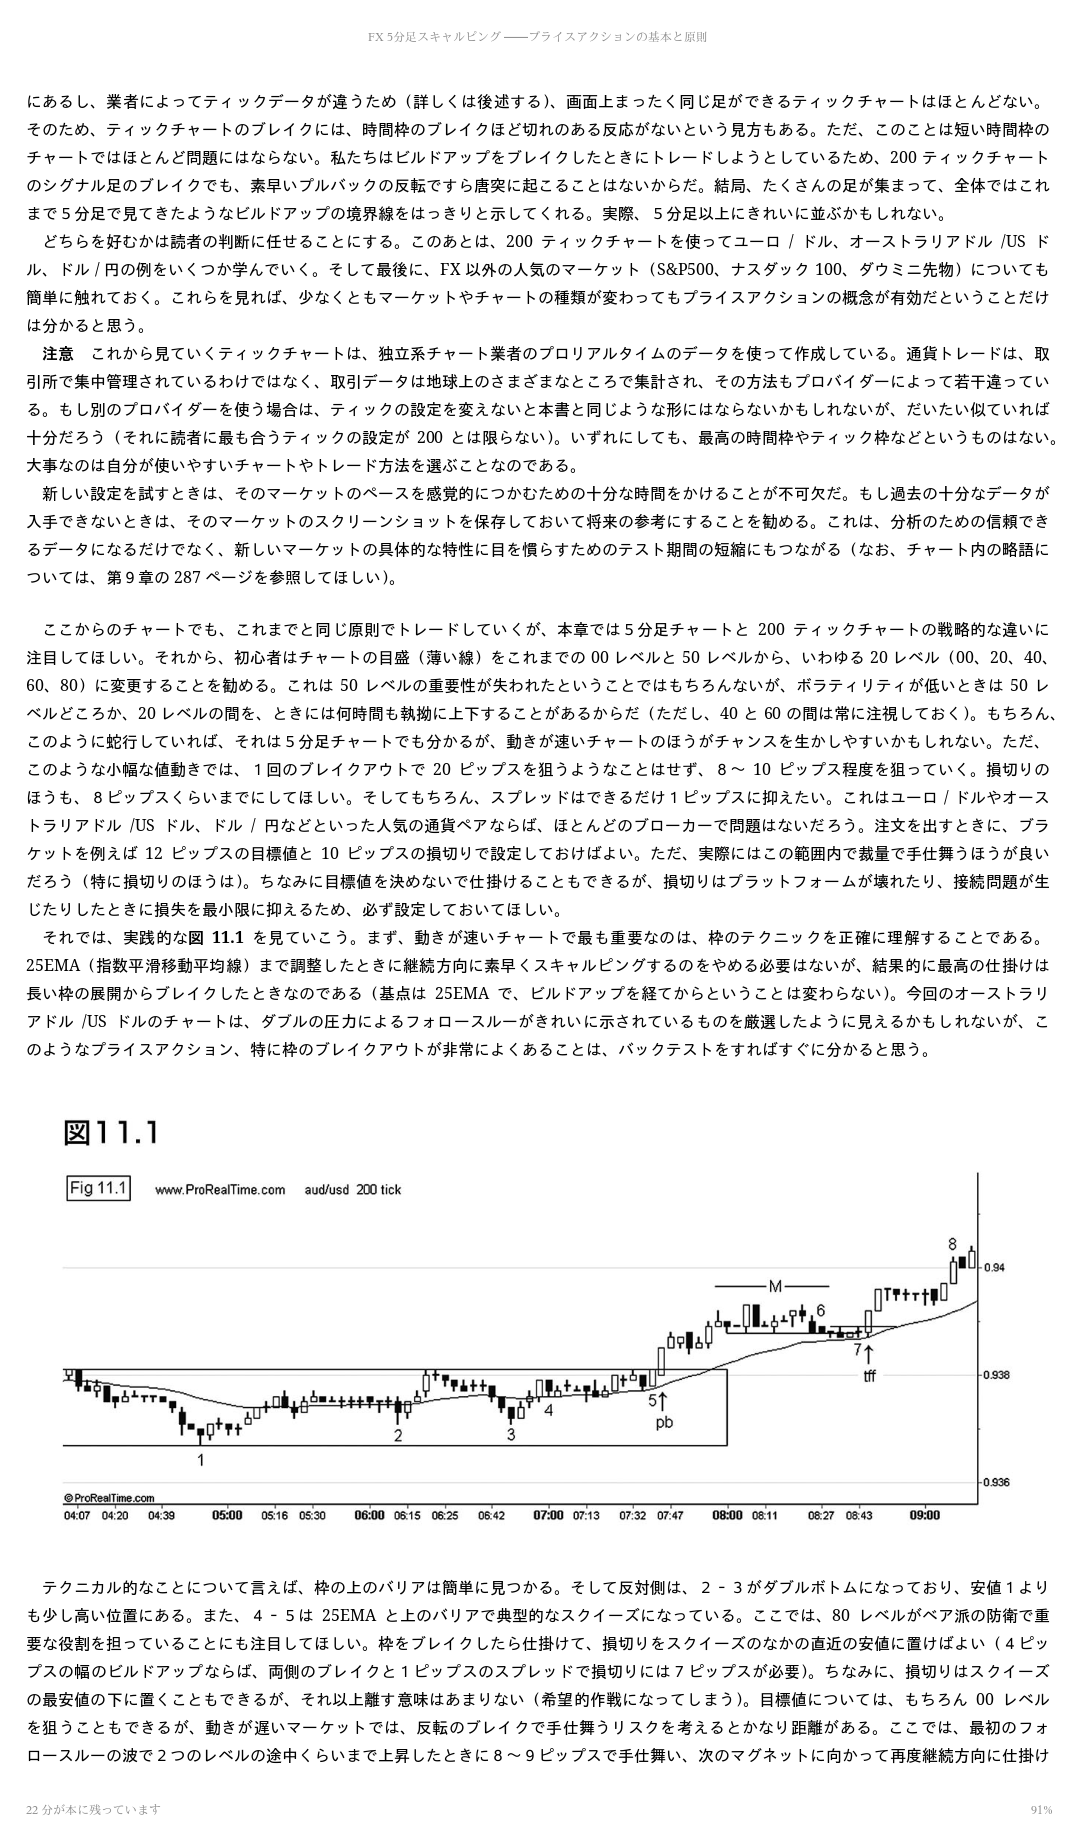 FX 5分足スキャルピング ――プライスアクションの基本と原則
にあるし、業者によってティックデータが違うため（詳しくは後述する）、画面上まったく同じ足ができるティックチャートはほとんどない。
そのため、ティックチャートのブレイクには、時間枠のブレイクほど切れのある反応がないという見方もある。ただ、このことは短い時間枠の
チャートではほとんど問題にはならない。私たちはビルドアップをブレイクしたときにトレードしようとしているため、200 ティックチャート
のシグナル足のブレイクでも、素早いプルバックの反転ですら唐突に起こることはないからだ。結局、たくさんの足が集まって、全体ではこれ
まで５分足で見てきたようなビルドアップの境界線をはっきりと示してくれる。実際、５分足以上にきれいに並ぶかもしれない。
どちらを好むかは読者の判断に任せることにする。このあとは、200 ティックチャートを使ってユーロ / ドル、オーストラリアドル /US ド
ル、ドル / 円の例をいくつか学んでいく。そして最後に、FX 以外の人気のマーケット（S&P500、ナスダック 100、ダウミニ先物）についても
簡単に触れておく。これらを見れば、少なくともマーケットやチャートの種類が変わってもプライスアクションの概念が有効だということだけ
は分かると思う。
注意　これから見ていくティックチャートは、独立系チャート業者のプロリアルタイムのデータを使って作成している。通貨トレードは、取
引所で集中管理されているわけではなく、取引データは地球上のさまざまなところで集計され、その方法もプロバイダーによって若干違ってい
る。もし別のプロバイダーを使う場合は、ティックの設定を変えないと本書と同じような形にはならないかもしれないが、だいたい似ていれば
十分だろう（それに読者に最も合うティックの設定が 200 とは限らない）。いずれにしても、最高の時間枠やティック枠などというものはない。
大事なのは自分が使いやすいチャートやトレード方法を選ぶことなのである。
新しい設定を試すときは、そのマーケットのペースを感覚的につかむための十分な時間をかけることが不可欠だ。もし過去の十分なデータが
入手できないときは、そのマーケットのスクリーンショットを保存しておいて将来の参考にすることを勧める。これは、分析のための信頼でき
るデータになるだけでなく、新しいマーケットの具体的な特性に目を慣らすためのテスト期間の短縮にもつながる（なお、チャート内の略語に
ついては、第９章の 287 ページを参照してほしい）。
ここからのチャートでも、これまでと同じ原則でトレードしていくが、本章では５分足チャートと 200 ティックチャートの戦略的な違いに
注目してほしい。それから、初心者はチャートの目盛（薄い線）をこれまでの 00 レベルと 50 レベルから、いわゆる 20 レベル（00、20、40、
60、80）に変更することを勧める。これは 50 レベルの重要性が失われたということではもちろんないが、ボラティリティが低いときは 50 レ
ベルどころか、20 レベルの間を、ときには何時間も執拗に上下することがあるからだ（ただし、40 と 60 の間は常に注視しておく）。もちろん、
このように蛇行していれば、それは５分足チャートでも分かるが、動きが速いチャートのほうがチャンスを生かしやすいかもしれない。ただ、
このような小幅な値動きでは、１回のブレイクアウトで 20 ピップスを狙うようなことはせず、８～ 10 ピップス程度を狙っていく。損切りの
ほうも、８ピップスくらいまでにしてほしい。そしてもちろん、スプレッドはできるだけ１ピップスに抑えたい。これはユーロ / ドルやオース
トラリアドル /US ドル、ドル / 円などといった人気の通貨ペアならば、ほとんどのブローカーで問題はないだろう。注文を出すときに、ブラ
ケットを例えば 12 ピップスの目標値と 10 ピップスの損切りで設定しておけばよい。ただ、実際にはこの範囲内で裁量で手仕舞うほうが良い
だろう（特に損切りのほうは）。ちなみに目標値を決めないで仕掛けることもできるが、損切りはプラットフォームが壊れたり、接続問題が生
じたりしたときに損失を最小限に抑えるため、必ず設定しておいてほしい。
それでは、実践的な図 11.1 を見ていこう。まず、動きが速いチャートで最も重要なのは、枠のテクニックを正確に理解することである。
25EMA（指数平滑移動平均線）まで調整したときに継続方向に素早くスキャルピングするのをやめる必要はないが、結果的に最高の仕掛けは
長い枠の展開からブレイクしたときなのである（基点は 25EMA で、ビルドアップを経てからということは変わらない）。今回のオーストラリ
アドル /US ドルのチャートは、ダブルの圧力によるフォロースルーがきれいに示されているものを厳選したように見えるかもしれないが、こ
のようなプライスアクション、特に枠のブレイクアウトが非常によくあることは、バックテストをすればすぐに分かると思う。
図11.1
Fig 11.1 www.ProRealTime.com aud/usd 200 tick
8
0.94
M
6
7
tff
0.938
5
pb
4
2
3
1
0.936
©ProRealTime.com
04:07 04:20 04:39 05:00 05:16 05:30 06:00 06:15 06:25 06:42 07:00 07:13 07:32 07:47 08:00 08:11 08:27 08:43 09:00
テクニカル的なことについて言えば、枠の上のバリアは簡単に見つかる。そして反対側は、２‐３がダブルボトムになっており、安値１より
も少し高い位置にある。また、４‐５は 25EMA と上のバリアで典型的なスクイーズになっている。ここでは、80 レベルがベア派の防衛で重
要な役割を担っていることにも注目してほしい。枠をブレイクしたら仕掛けて、損切りをスクイーズのなかの直近の安値に置けばよい（４ピッ
プスの幅のビルドアップならば、両側のブレイクと１ピップスのスプレッドで損切りには７ピップスが必要）。ちなみに、損切りはスクイーズ
の最安値の下に置くこともできるが、それ以上離す意味はあまりない（希望的作戦になってしまう）。目標値については、もちろん 00 レベル
を狙うこともできるが、動きが遅いマーケットでは、反転のブレイクで手仕舞うリスクを考えるとかなり距離がある。ここでは、最初のフォ
ロースルーの波で２つのレベルの途中くらいまで上昇したときに８～９ピップスで手仕舞い、次のマグネットに向かって再度継続方向に仕掛け
22 分が本に残っています
91%